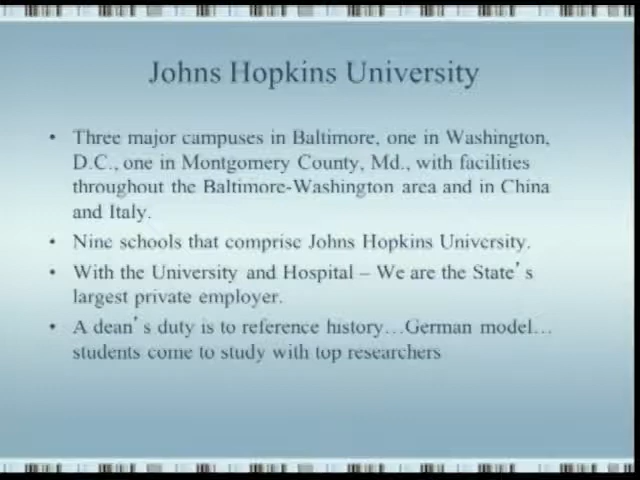 Johns Hopkins University
• Three major campuses in Baltimore, one in Washington,
D.C., one in Montgomery County, Md., with facilities
throughout the Baltimore-Washington area and in China
and Italy.
• Nine schools that comprise Johns Hopkins University.
• With the University and Hospital – We are the State’s
largest private employer.
• A dean’s duty is to reference history…German model…
students come to study with top researchers